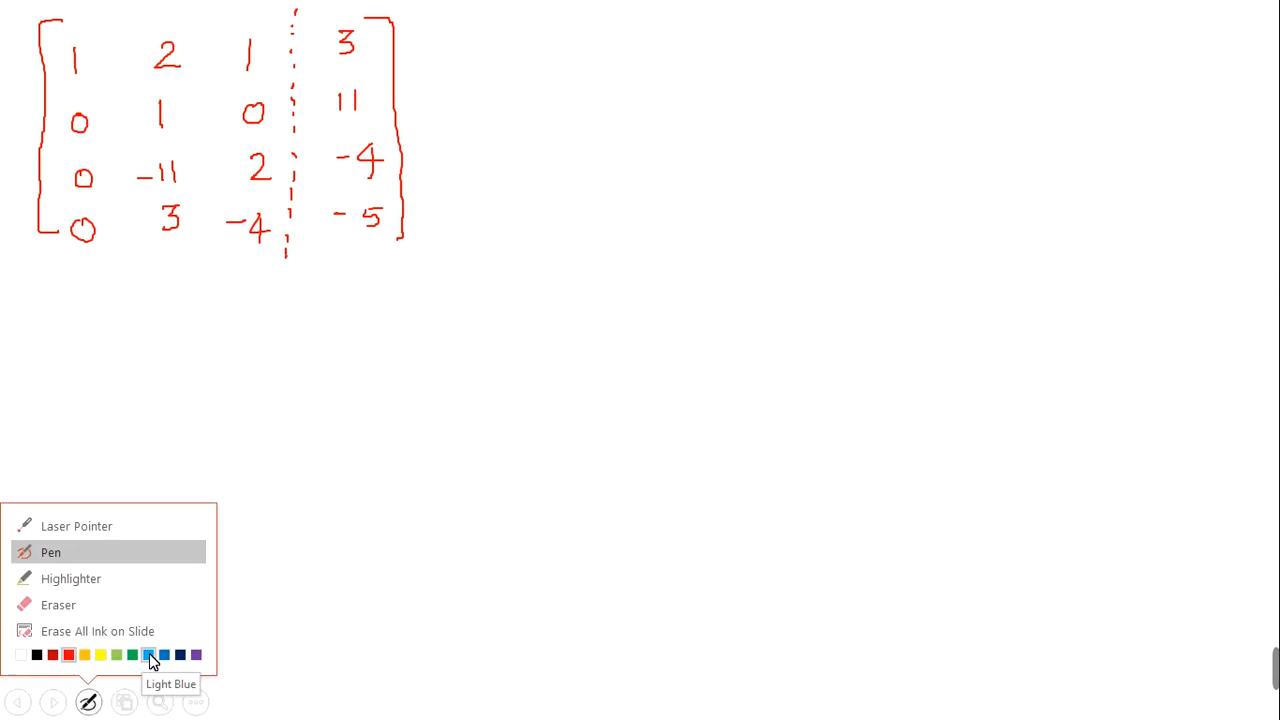 1 2 1 3
0 1 0 11
0 -11 2 -4
0 3 -4 -5
Laser Pointer
Pen
Highlighter
Eraser
Erase All Ink on Slide
Light Blue